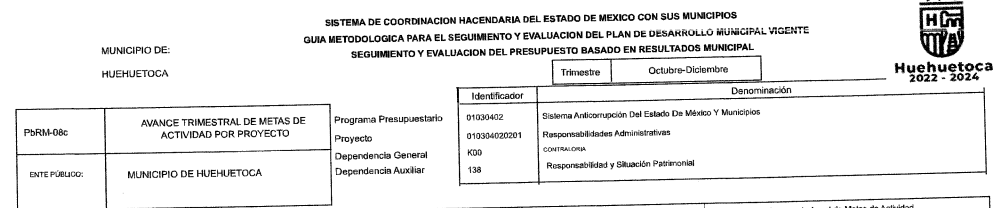 SISTEMA DE COORDINACION HACENDARIA DEL ESTADO DE MEXICO CON SUS MUNICIPIOS
GUIA METODOLOGICA PARA EL SEGUIMIENTO Y EVALUACION DEL PLAN DE DESARROLLO MUNICIPAL VIGENTE
SEGUIMIENTO Y EVALUACION DEL PRESUPUESTO BASADO EN RESULTADOS MUNICIPAL
MUNICIPIO DE:
HUEHUETOCA
Huehuetoca
2022 - 2024
Trimestre Octubre-Diciembre
Identificador Denominación
PbRM-08c
AVANCE TRIMESTRAL DE METAS DE
ACTIVIDAD POR PROYECTO
ENTE PÚBLICO: MUNICIPIO DE HUEHUETOCA
Programa Presupuestario 01030402 Sistema Anticorrupción Del Estado De México Y Municipios
Proyecto 010304020201 Responsabilidades Administrativas
Dependencia General K00 CONTRALORIA
Dependencia Auxiliar 138 Responsabilidad y Situación Patrimonial
Metas de Actividad